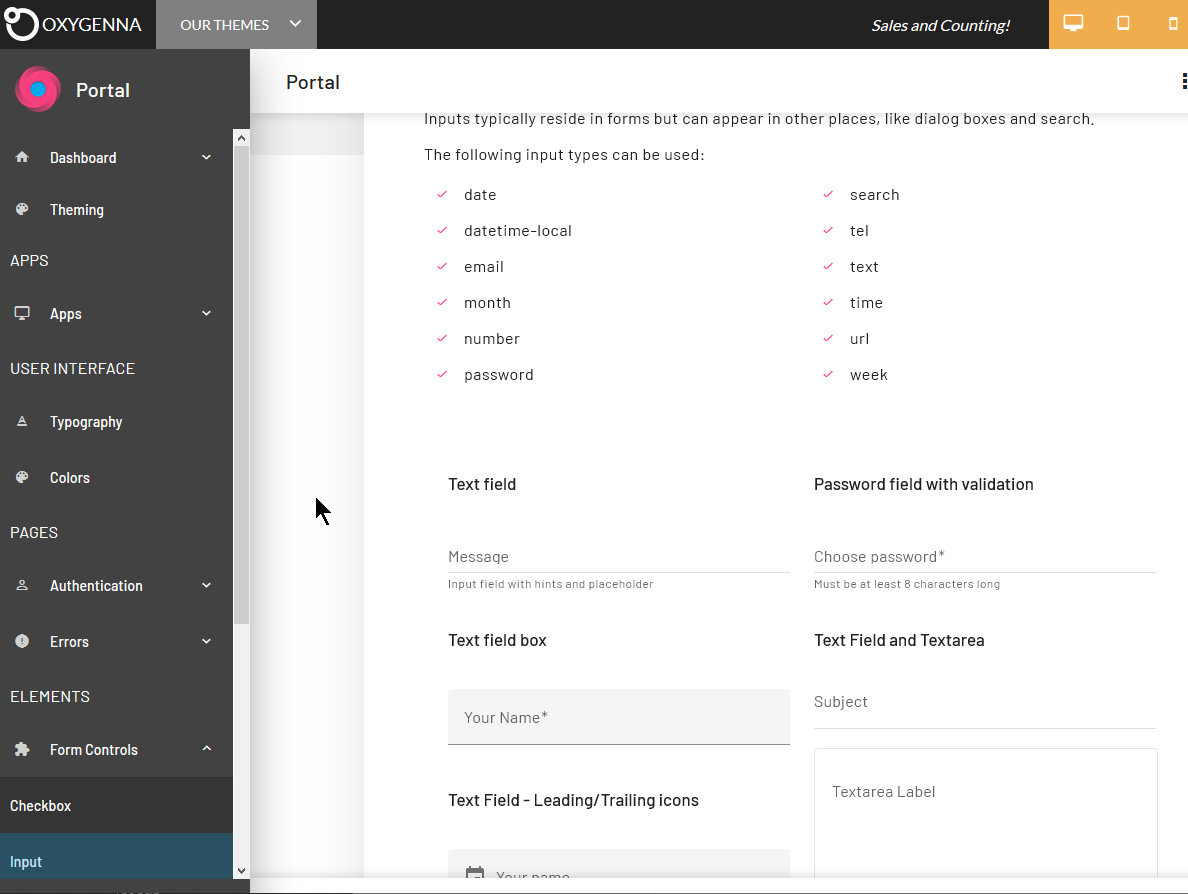 OXYGENNA
OUR THEMES
Sales and Counting!
Portal
Dashboard
Theming
APPS
Apps
USER INTERFACE
Typography
Colors
PAGES
Authentication
Errors
ELEMENTS
Form Controls
Checkbox
Input
Portal
Inputs typically reside in forms but can appear in other places, like dialog boxes and search.
The following input types can be used:
date
datetime-local
email
month
number
password
search
tel
text
time
url
week
Text field
Message
Input field with hints and placeholder
Password field with validation
Choose password*
Must be at least 8 characters long
Text field box
Your Name*
Text Field and Textarea
Subject
Textarea Label
Text Field - Leading/Trailing icons
Your name